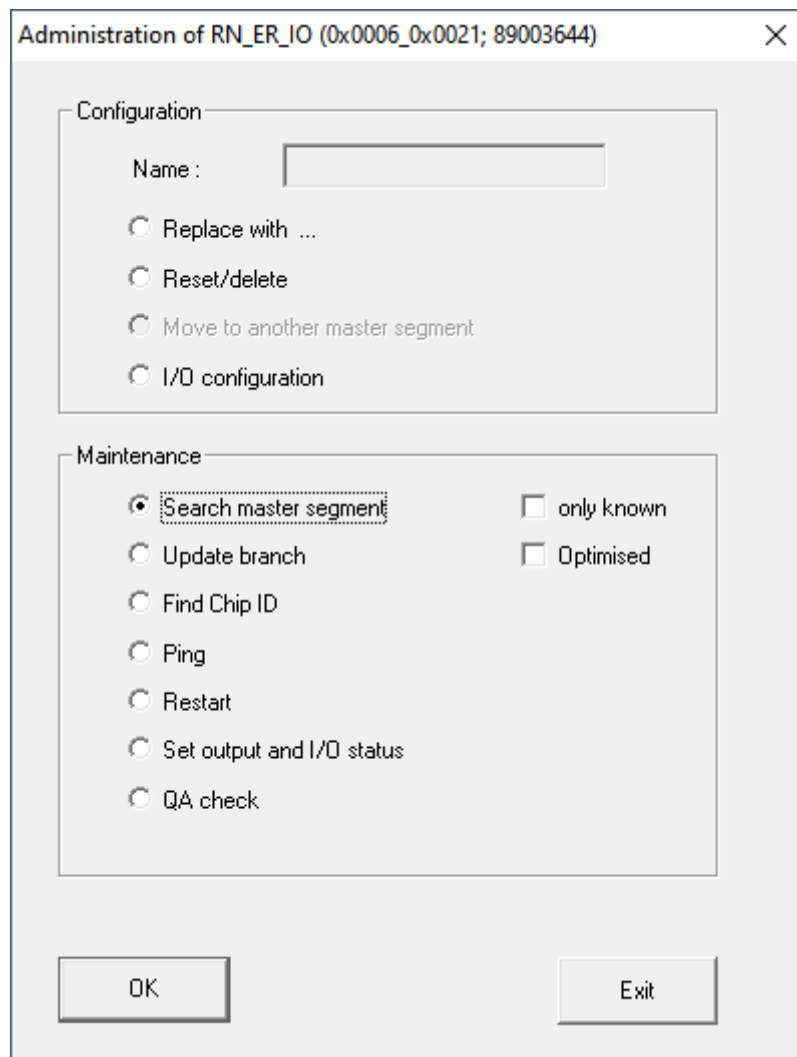 Administration of RN_ER_IO (0x0006_0x0021; 89003644)
Configuration
Name :
Replace with ...
Reset/delete
Move to another master segment
I/O configuration
Maintenance
Search master segment only known
Update branch Optimised
Find Chip ID
Ping
Restart
Set output and I/O status
QA check
OK Exit